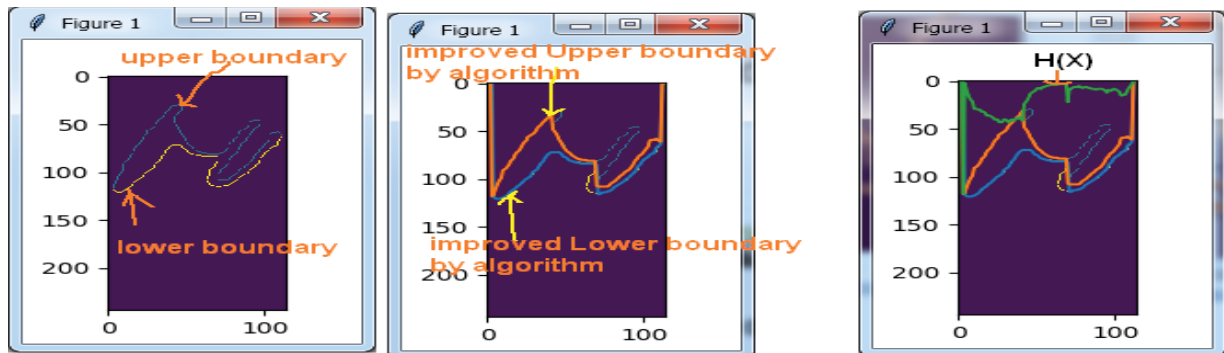 Figure 1
upper boundary
0
50
100
150
200
lower boundary
0 100
Figure 1
improved Upper boundary
by algorithm
0
50
100
150
improved Lower boundary
by algorithm
200
0 100
Figure 1
H(X)
0
50
100
150
200
0 100